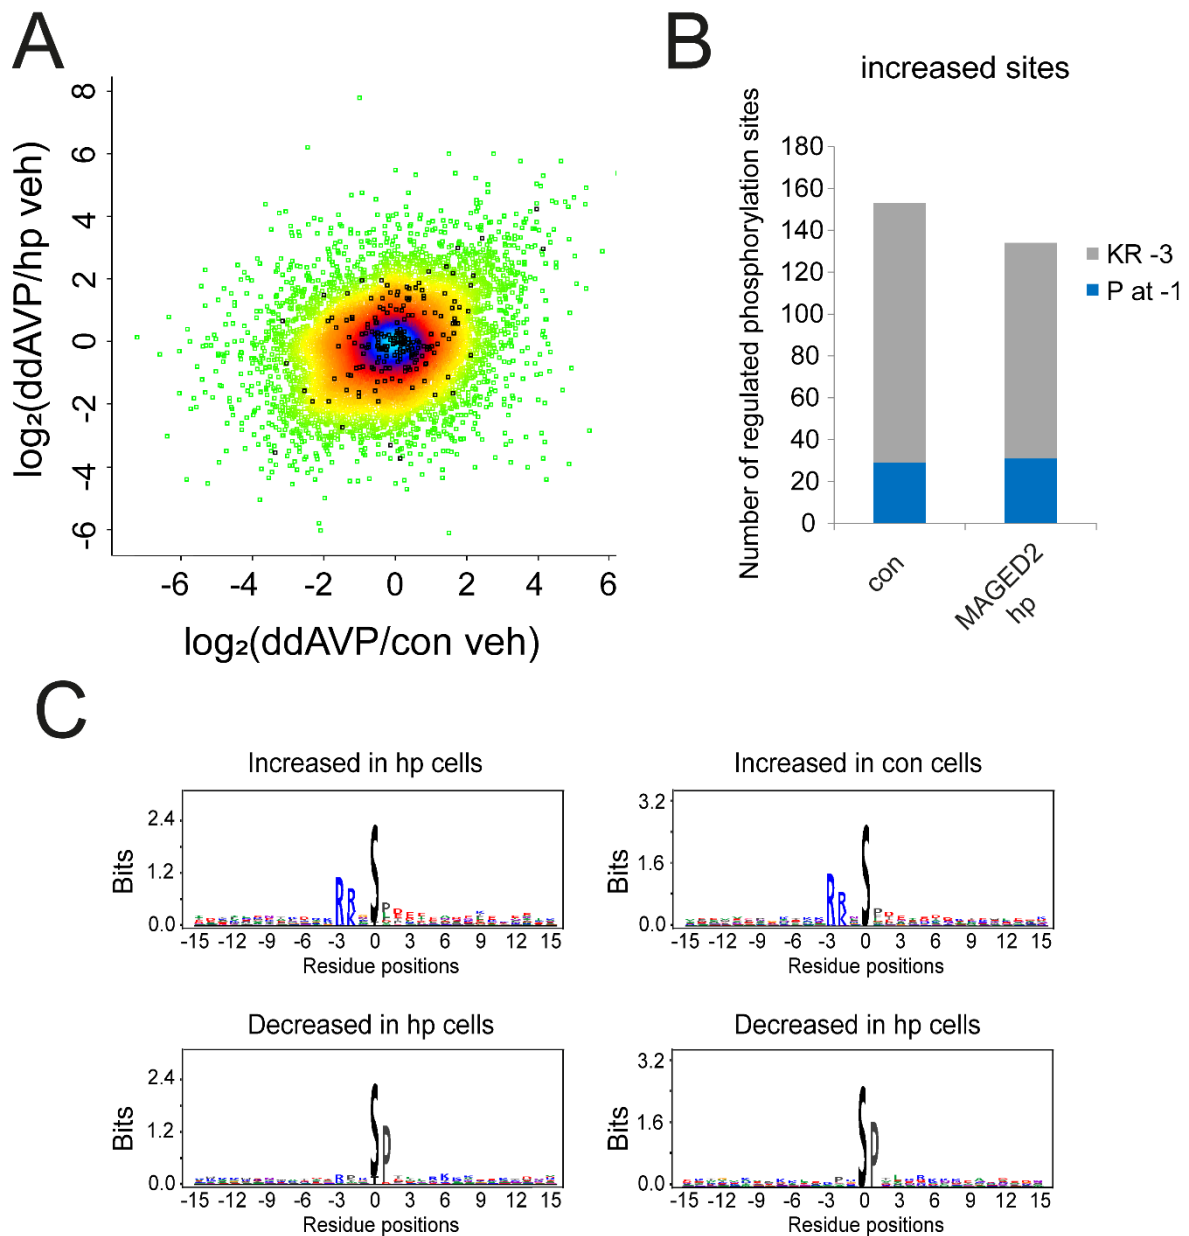 A
log₂(ddAVP/hp veh)
8
6
4
2
0
-2
-4
-6
-6 -4 -2 0 2 4 6
log₂(ddAVP/con veh)
B
increased sites
Number of regulated phosphorylation sites
180
160
140
120
100
80
60
40
20
0
con
MAGED2
hp
KR -3
P at -1
C
Increased in hp cells
Bits
2.4
1.2
0.0
R R S
-15 -12 -9 -6 -3 0 3 6 9 12 15
Residue positions
Increased in con cells
Bits
3.2
1.6
0.0
R R S
-15 -12 -9 -6 -3 0 3 6 9 12 15
Residue positions
Decreased in hp cells
Bits
2.4
1.2
0.0
S P
-15 -12 -9 -6 -3 0 3 6 9 12 15
Residue positions
Decreased in hp cells
Bits
3.2
1.6
0.0
S P
-15 -12 -9 -6 -3 0 3 6 9 12 15
Residue positions